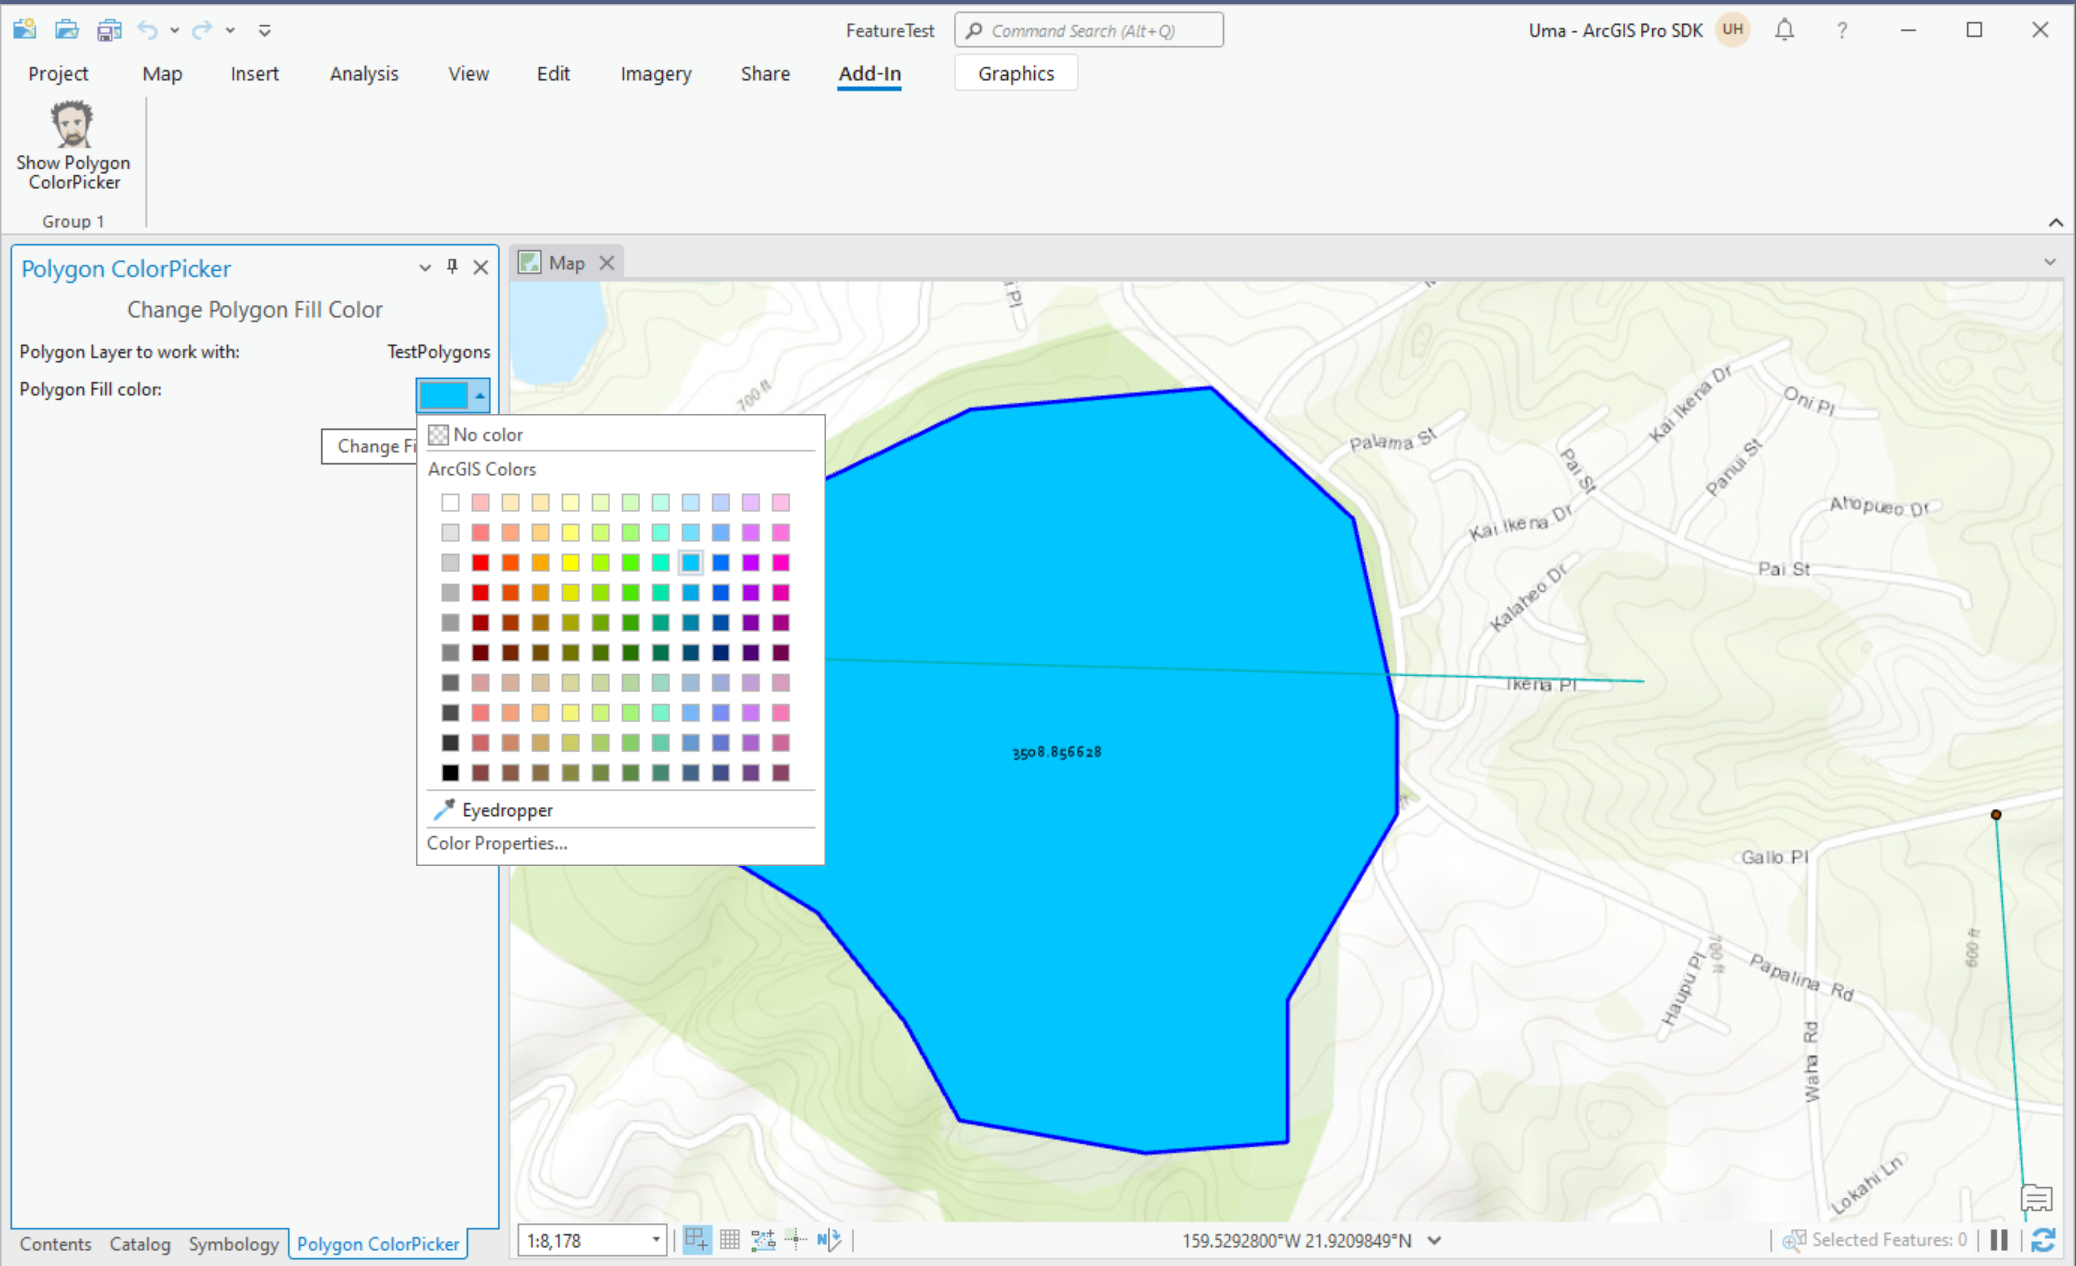 FeatureTest
Command Search (Alt+Q)
Uma - ArcGIS Pro SDK
UH
?
Project
Map
Insert
Analysis
View
Edit
Imagery
Share
Add-In
Graphics
Show Polygon
ColorPicker
Group 1
Polygon ColorPicker
Change Polygon Fill Color
Polygon Layer to work with:
TestPolygons
Polygon Fill color:
Change Fi
No color
ArcGIS Colors
Eyedropper
Color Properties...
Map
700 ft
Palama St
Kai Ikena Dr
Oni Pl
Pai St
Panui St
Kai Ikena Dr
Ahopueo Dr
Pai St
Kalaheo Dr
Ikena Pl
3508.856628
Gallo Pl
Haupu Pl
700 ft
Papalina Rd
600 ft
Waha Rd
Lokahi Ln
Contents
Catalog
Symbology
Polygon ColorPicker
1:8,178
159.5292800°W 21.9209849°N
Selected Features: 0